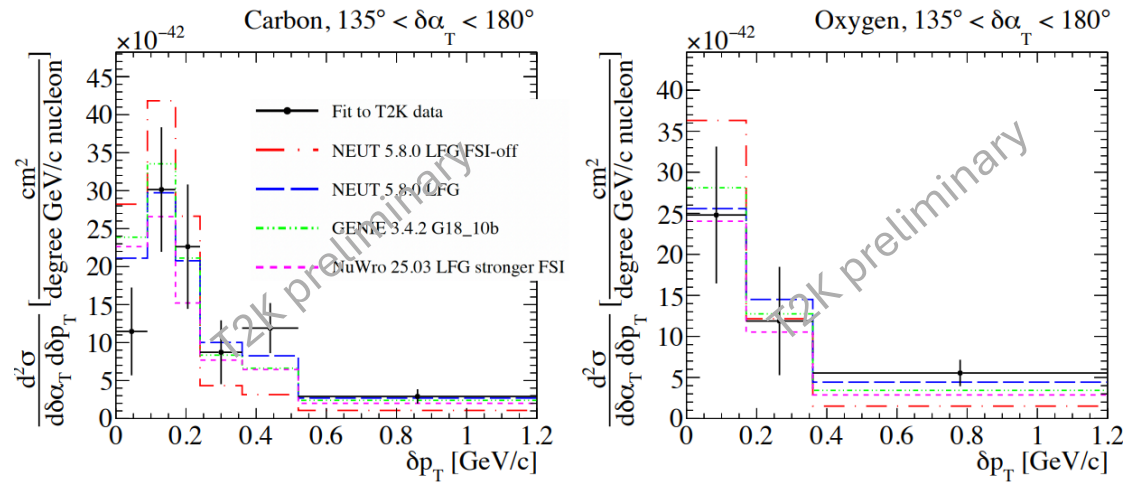 Carbon, 135° < δα_T < 180°
×10⁻⁴²
d²σ / dδα_T dδp_T [cm² / degree GeV/c nucleon]
45
40
35
30
25
20
15
10
5
0
Fit to T2K data
NEUT 5.8.0 LFG FSI-off
NEUT 5.8.0 LFG
GENIE 3.4.2 G18_10b
NuWro 25.03 LFG stronger FSI
T2K preliminary
0 0.2 0.4 0.6 0.8 1 1.2
δp_T [GeV/c]
Oxygen, 135° < δα_T < 180°
×10⁻⁴²
d²σ / dδα_T dδp_T [cm² / degree GeV/c nucleon]
40
35
30
25
20
15
10
5
0
T2K preliminary
0 0.2 0.4 0.6 0.8 1 1.2
δp_T [GeV/c]